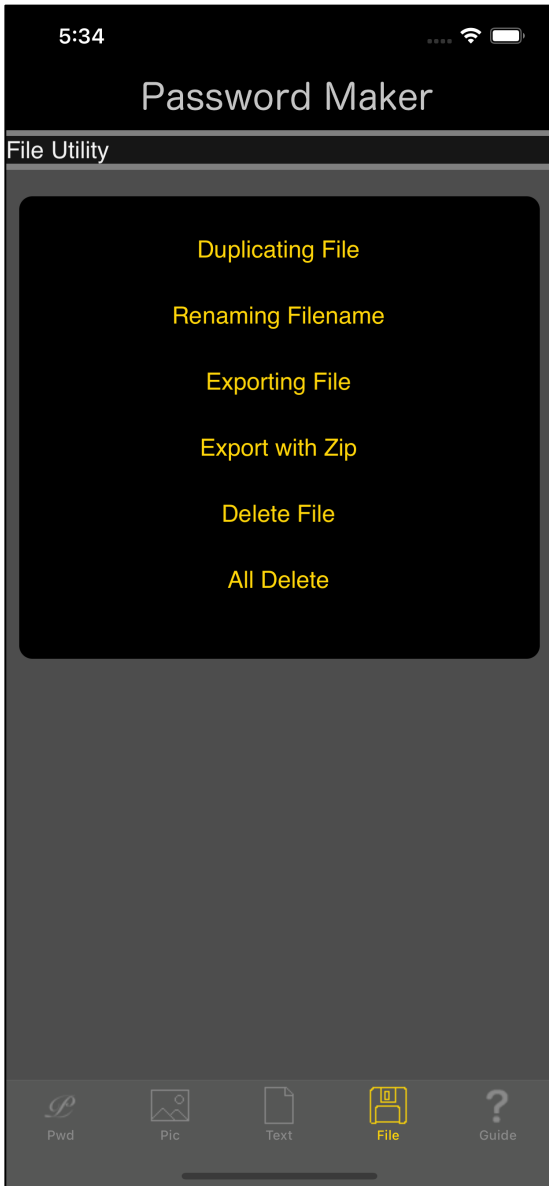 5:34
Password Maker
File Utility
Duplicating File
Renaming Filename
Exporting File
Export with Zip
Delete File
All Delete
Pwd
Pic
Text
File
Guide